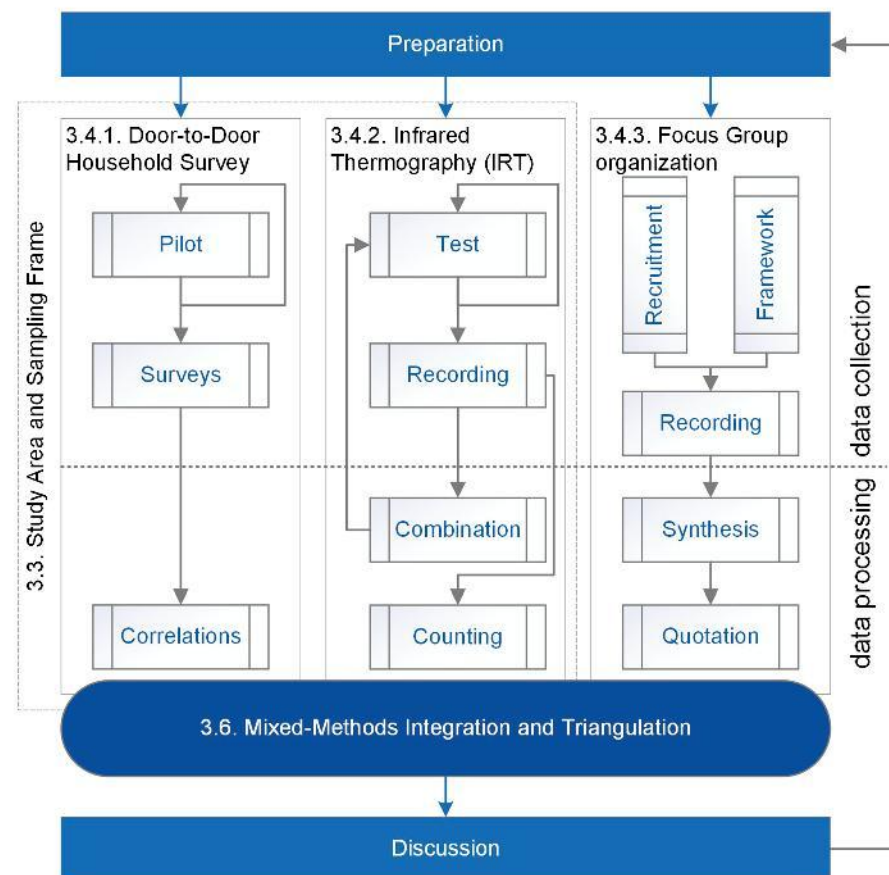 Preparation
3.4.1. Door-to-Door
Household Survey
Pilot
Surveys
Correlations
3.4.2. Infrared
Thermography (IRT)
Test
Recording
Combination
Counting
3.4.3. Focus Group
organization
Recruitment
Framework
Recording
Synthesis
Quotation
3.3. Study Area and Sampling Frame
data collection
data processing
3.6. Mixed-Methods Integration and Triangulation
Discussion